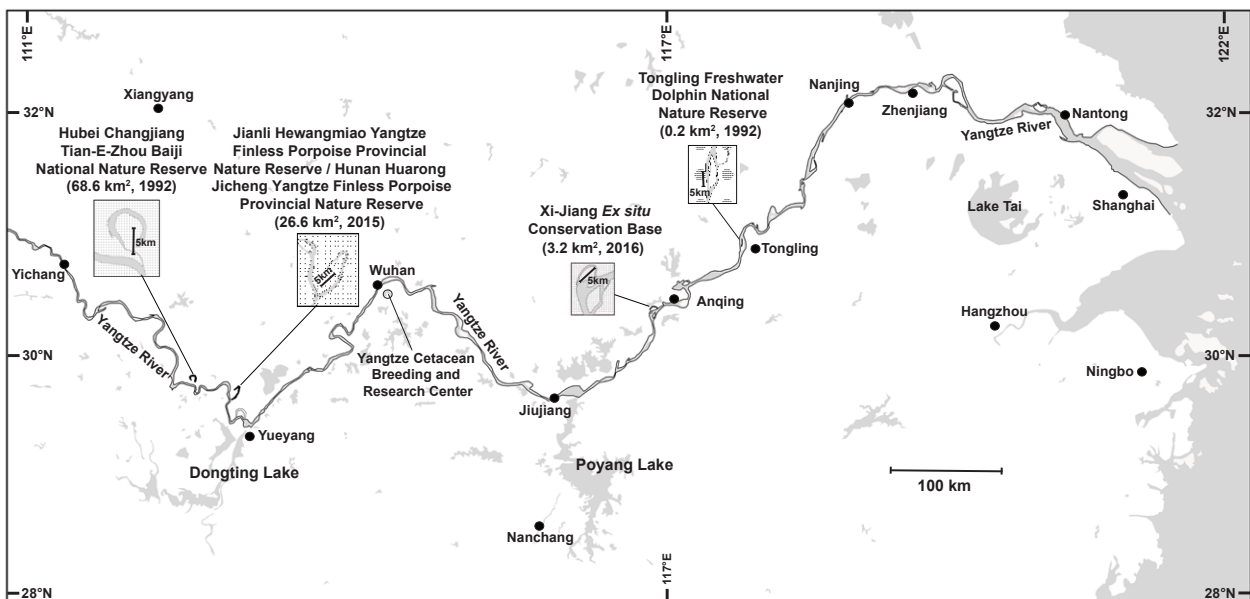 111°E
117°E
122°E
32°N
32°N
30°N
30°N
28°N
28°N
117°E
Xiangyang
Hubei Changjiang
Tian-E-Zhou Baiji
National Nature Reserve
(68.6 km², 1992)
5km
Jianli Hewangmiao Yangtze
Finless Porpoise Provincial
Nature Reserve / Hunan Huarong
Jicheng Yangtze Finless Porpoise
Provincial Nature Reserve
(26.6 km², 2015)
5km
Tongling Freshwater
Dolphin National
Nature Reserve
(0.2 km², 1992)
5km
Xi-Jiang Ex situ
Conservation Base
(3.2 km², 2016)
5km
Nanjing
Zhenjiang
Yangtze River
Nantong
Lake Tai
Shanghai
Yichang
Yangtze River
Wuhan
Yangtze River
Yangtze Cetacean
Breeding and
Research Center
Tongling
Anqing
Hangzhou
Ningbo
Jiujiang
Yueyang
Dongting Lake
Poyang Lake
Nanchang
100 km